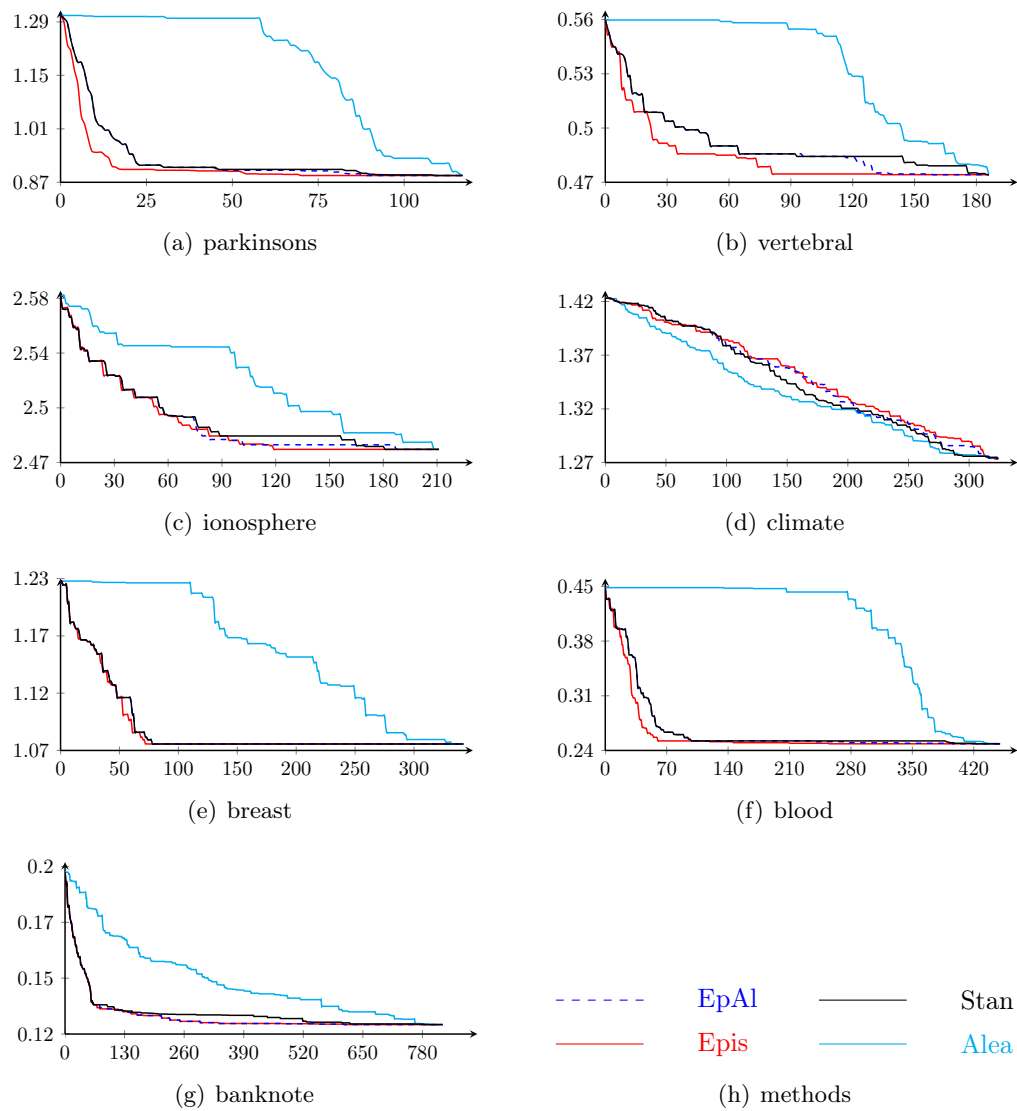 1.29
1.15
1.01
0.87
0 25 50 75 100
(a) parkinsons
0.56
0.53
0.5
0.47
0 30 60 90 120 150 180
(b) vertebral
2.58
2.54
2.5
2.47
0 30 60 90 120 150 180 210
(c) ionosphere
1.42
1.37
1.32
1.27
0 50 100 150 200 250 300
(d) climate
1.23
1.17
1.12
1.07
0 50 100 150 200 250 300
(e) breast
0.45
0.38
0.31
0.24
0 70 140 210 280 350 420
(f) blood
0.2
0.17
0.15
0.12
0 130 260 390 520 650 780
(g) banknote
EpAl Stan
Epis Alea
(h) methods